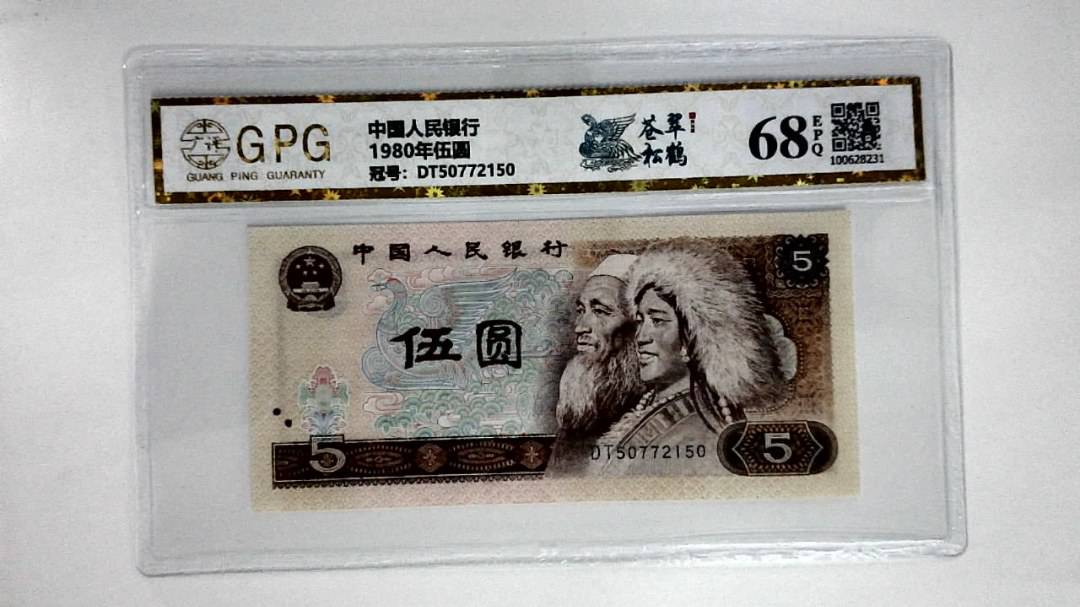 GPG
GUANG PING GUARANTY
中国人民银行
1980年伍圆
冠号：DT50772150
苍松
翠鹤
68
EPQ
100628231
中国人民银行
5
伍圆
5
DT50772150
5